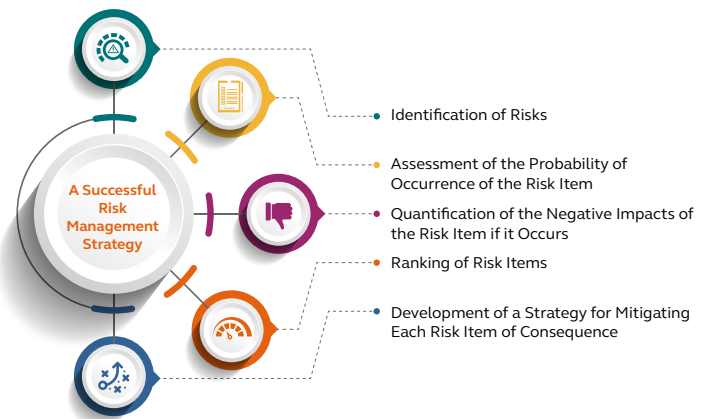 A Successful
Risk
Management
Strategy
Identification of Risks
Assessment of the Probability of
Occurrence of the Risk Item
Quantification of the Negative Impacts of
the Risk Item if it Occurs
Ranking of Risk Items
Development of a Strategy for Mitigating
Each Risk Item of Consequence